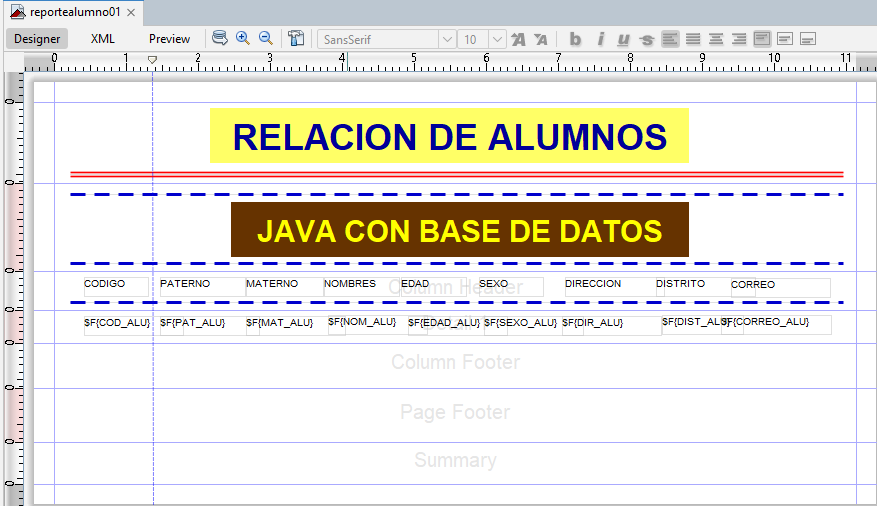 reportealumno01
Designer XML Preview SansSerif 10
0 1 2 3 4 5 6 7 8 9 10 11
RELACION DE ALUMNOS
JAVA CON BASE DE DATOS
CODIGO PATERNO MATERNO NOMBRES EDAD SEXO DIRECCION DISTRITO CORREO
Column Header
$F{COD_ALU} $F{PAT_ALU} $F{MAT_ALU} $F{NOM_ALU} $F{EDAD_ALU} $F{SEXO_ALU} $F{DIR_ALU} $F{DIST_ALU} $F{CORREO_ALU}
Column Footer
Page Footer
Summary